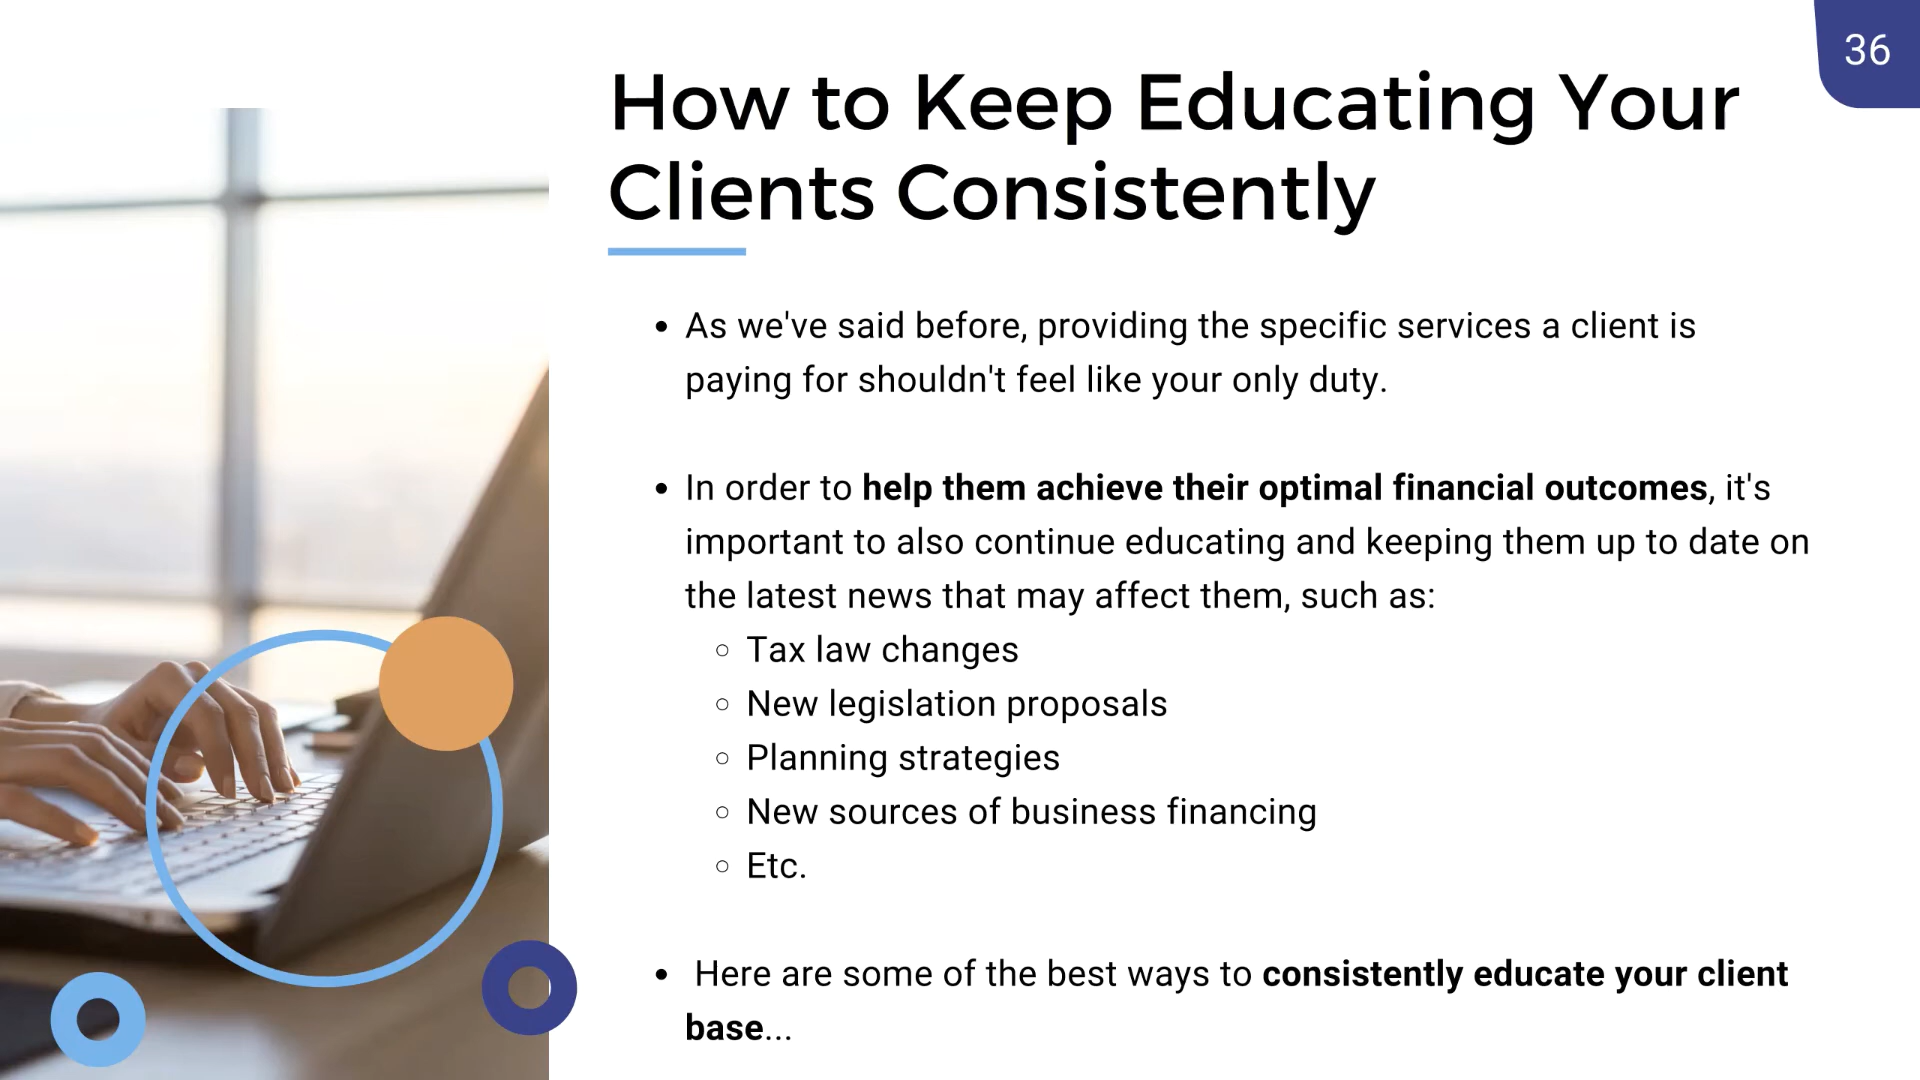 36
How to Keep Educating Your
Clients Consistently
• As we've said before, providing the specific services a client is
paying for shouldn't feel like your only duty.
• In order to help them achieve their optimal financial outcomes, it's
important to also continue educating and keeping them up to date on
the latest news that may affect them, such as:
○ Tax law changes
○ New legislation proposals
○ Planning strategies
○ New sources of business financing
○ Etc.
• Here are some of the best ways to consistently educate your client
base...